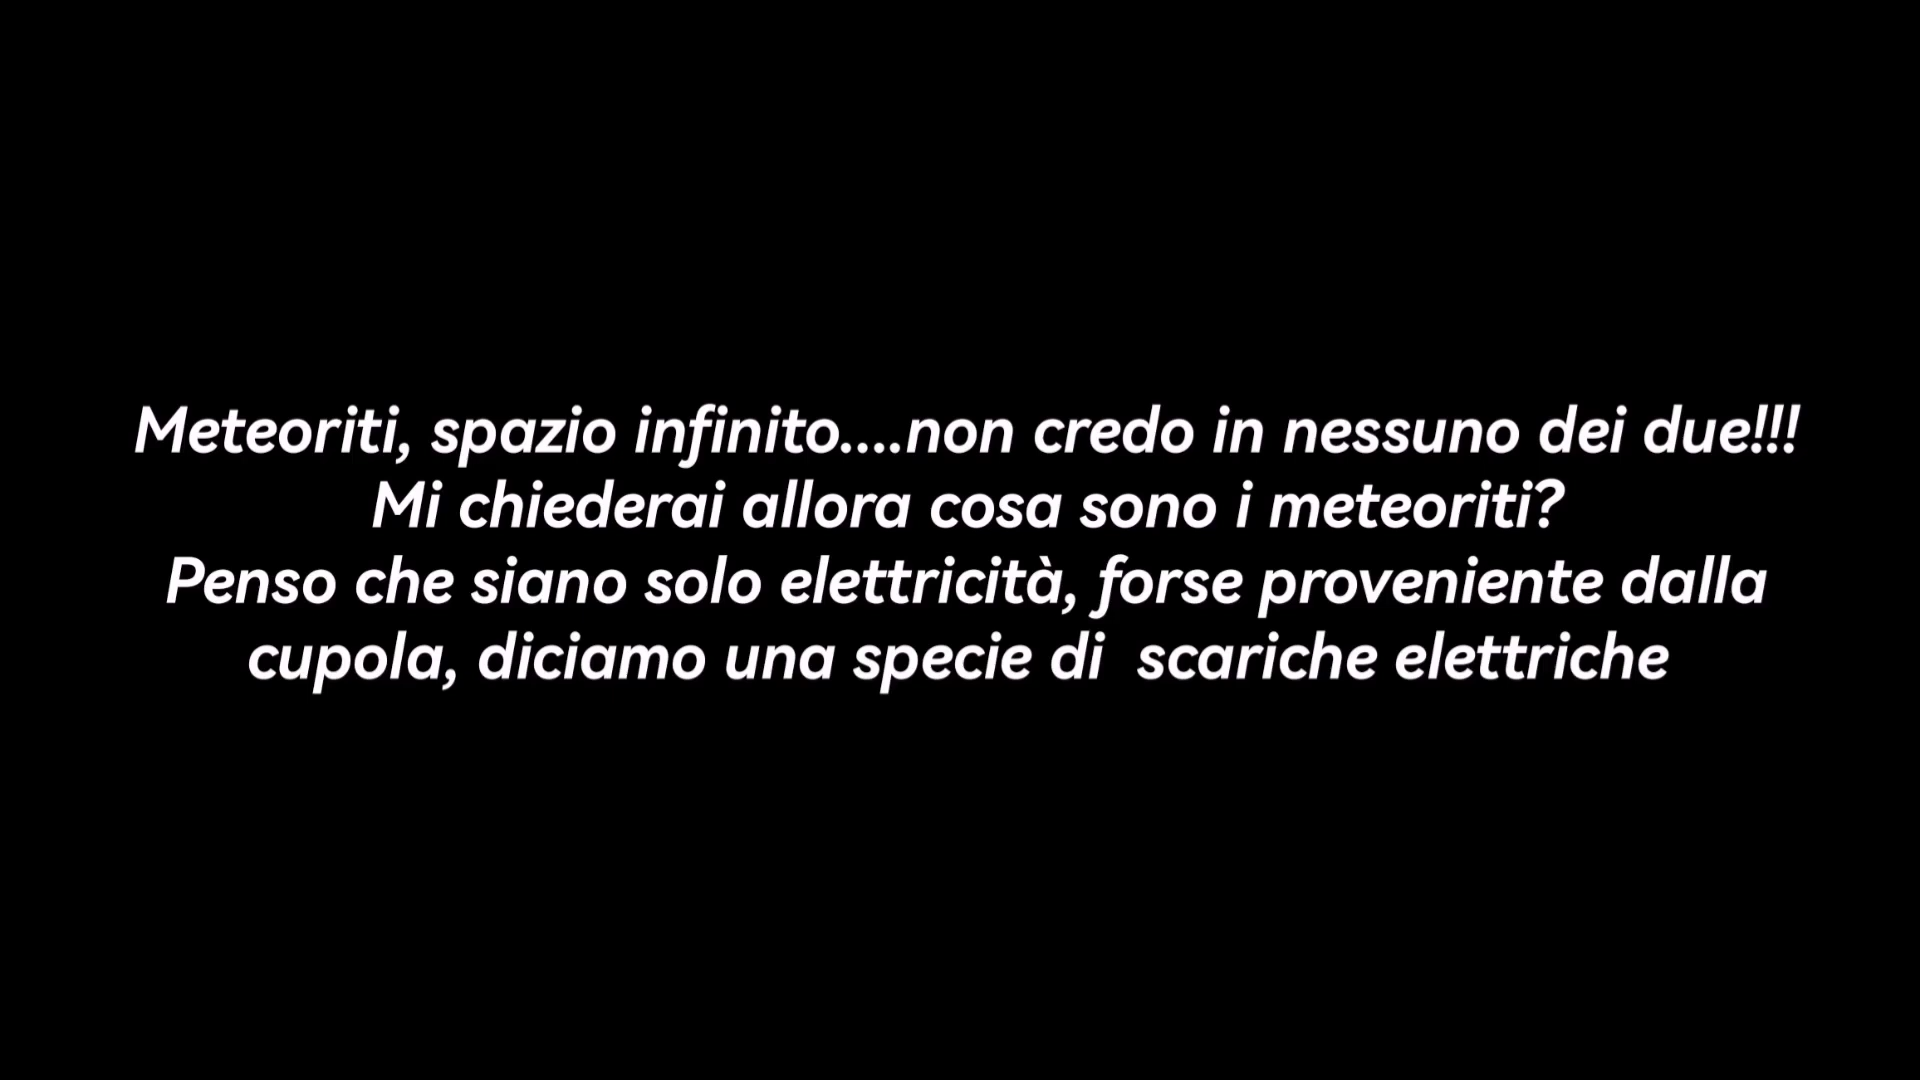 Meteoriti, spazio infinito....non credo in nessuno dei due!!!
Mi chiederai allora cosa sono i meteoriti?
Penso che siano solo elettricità, forse proveniente dalla
cupola, diciamo una specie di  scariche elettriche